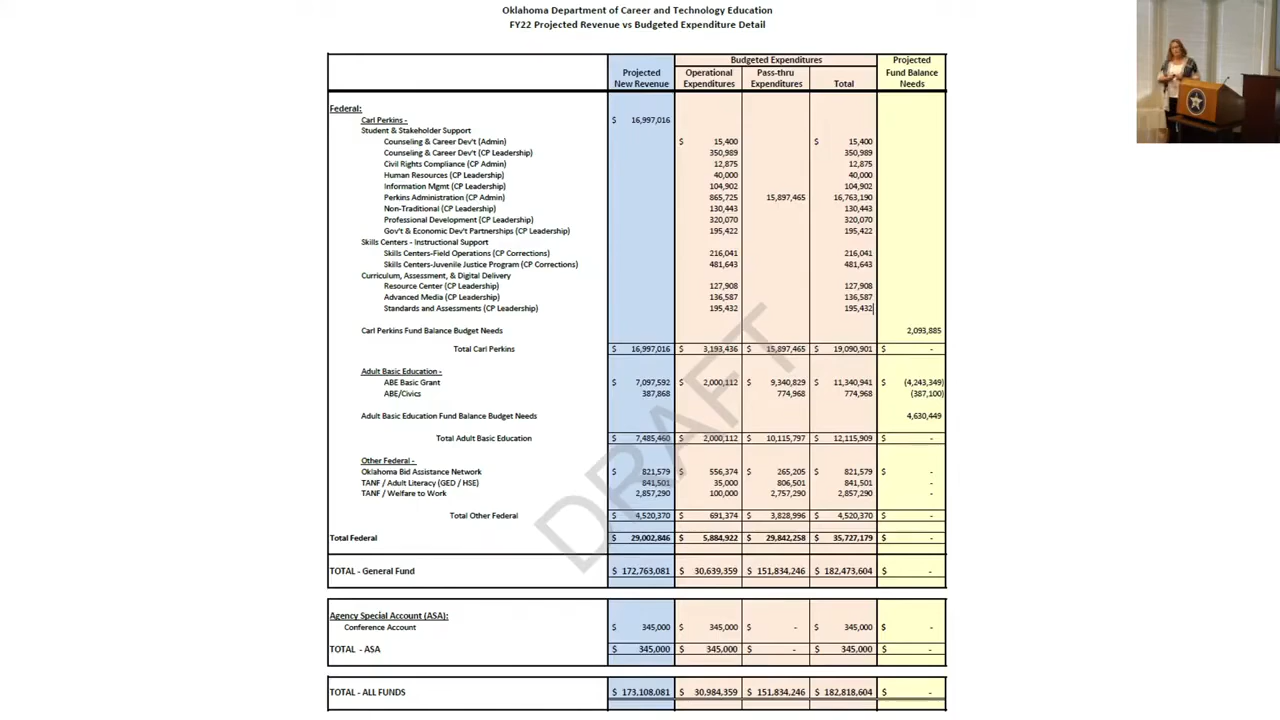 Oklahoma Department of Career and Technology Education
FY22 Projected Revenue vs Budgeted Expenditure Detail
Budgeted Expenditures
Projected New Revenue
Operational Expenditures
Pass-thru Expenditures
Total
Projected Fund Balance Needs
Federal:
Carl Perkins - $ 16,997,016
Student & Stakeholder Support
Counseling & Career Dev't (Admin) $ 15,400 $ 15,400
Counseling & Career Dev't (CP Leadership) 350,989 350,989
Civil Rights Compliance (CP Admin) 12,875 12,875
Human Resources (CP Leadership) 40,000 40,000
Information Mgmt (CP Leadership) 104,902 104,902
Perkins Administration (CP Admin) 865,725 15,897,465 16,763,190
Non-Traditional (CP Leadership) 130,443 130,443
Professional Development (CP Leadership) 320,070 320,070
Gov't & Economic Dev't Partnerships (CP Leadership) 195,422 195,422
Skills Centers - Instructional Support
Skills Centers-Field Operations (CP Corrections) 216,041 216,041
Skills Centers-Juvenile Justice Program (CP Corrections) 481,643 481,643
Curriculum, Assessment, & Digital Delivery
Resource Center (CP Leadership) 127,908 127,908
Advanced Media (CP Leadership) 136,587 136,587
Standards and Assessments (CP Leadership) 195,432 195,432
Carl Perkins Fund Balance Budget Needs 2,093,885
Total Carl Perkins $ 16,997,016 $ 3,193,436 $ 15,897,465 $ 19,090,901 $ -
Adult Basic Education -
ABE Basic Grant $ 7,097,592 $ 2,000,112 $ 9,340,829 $ 11,340,941 $ (4,243,349)
ABE/Civics 387,868 774,968 774,968 (387,100)
Adult Basic Education Fund Balance Budget Needs 4,630,449
Total Adult Basic Education $ 7,485,460 $ 2,000,112 $ 10,115,797 $ 12,115,909 $ -
Other Federal -
Oklahoma Bid Assistance Network $ 821,579 $ 556,374 $ 265,205 $ 821,579 $ -
TANF / Adult Literacy (GED / HSE) 841,501 35,000 806,501 841,501 -
TANF / Welfare to Work 2,857,290 100,000 2,757,290 2,857,290 -
Total Other Federal $ 4,520,370 $ 691,374 $ 3,828,996 $ 4,520,370 $ -
Total Federal $ 29,002,846 $ 5,884,922 $ 29,842,258 $ 35,727,179 $ -
TOTAL - General Fund $ 172,763,081 $ 30,639,359 $ 151,834,246 $ 182,473,604 $ -
Agency Special Account (ASA):
Conference Account $ 345,000 $ 345,000 $ - $ 345,000 $ -
TOTAL - ASA $ 345,000 $ 345,000 $ - $ 345,000 $ -
TOTAL - ALL FUNDS $ 173,108,081 $ 30,984,359 $ 151,834,246 $ 182,818,604 $ -
DRAFT